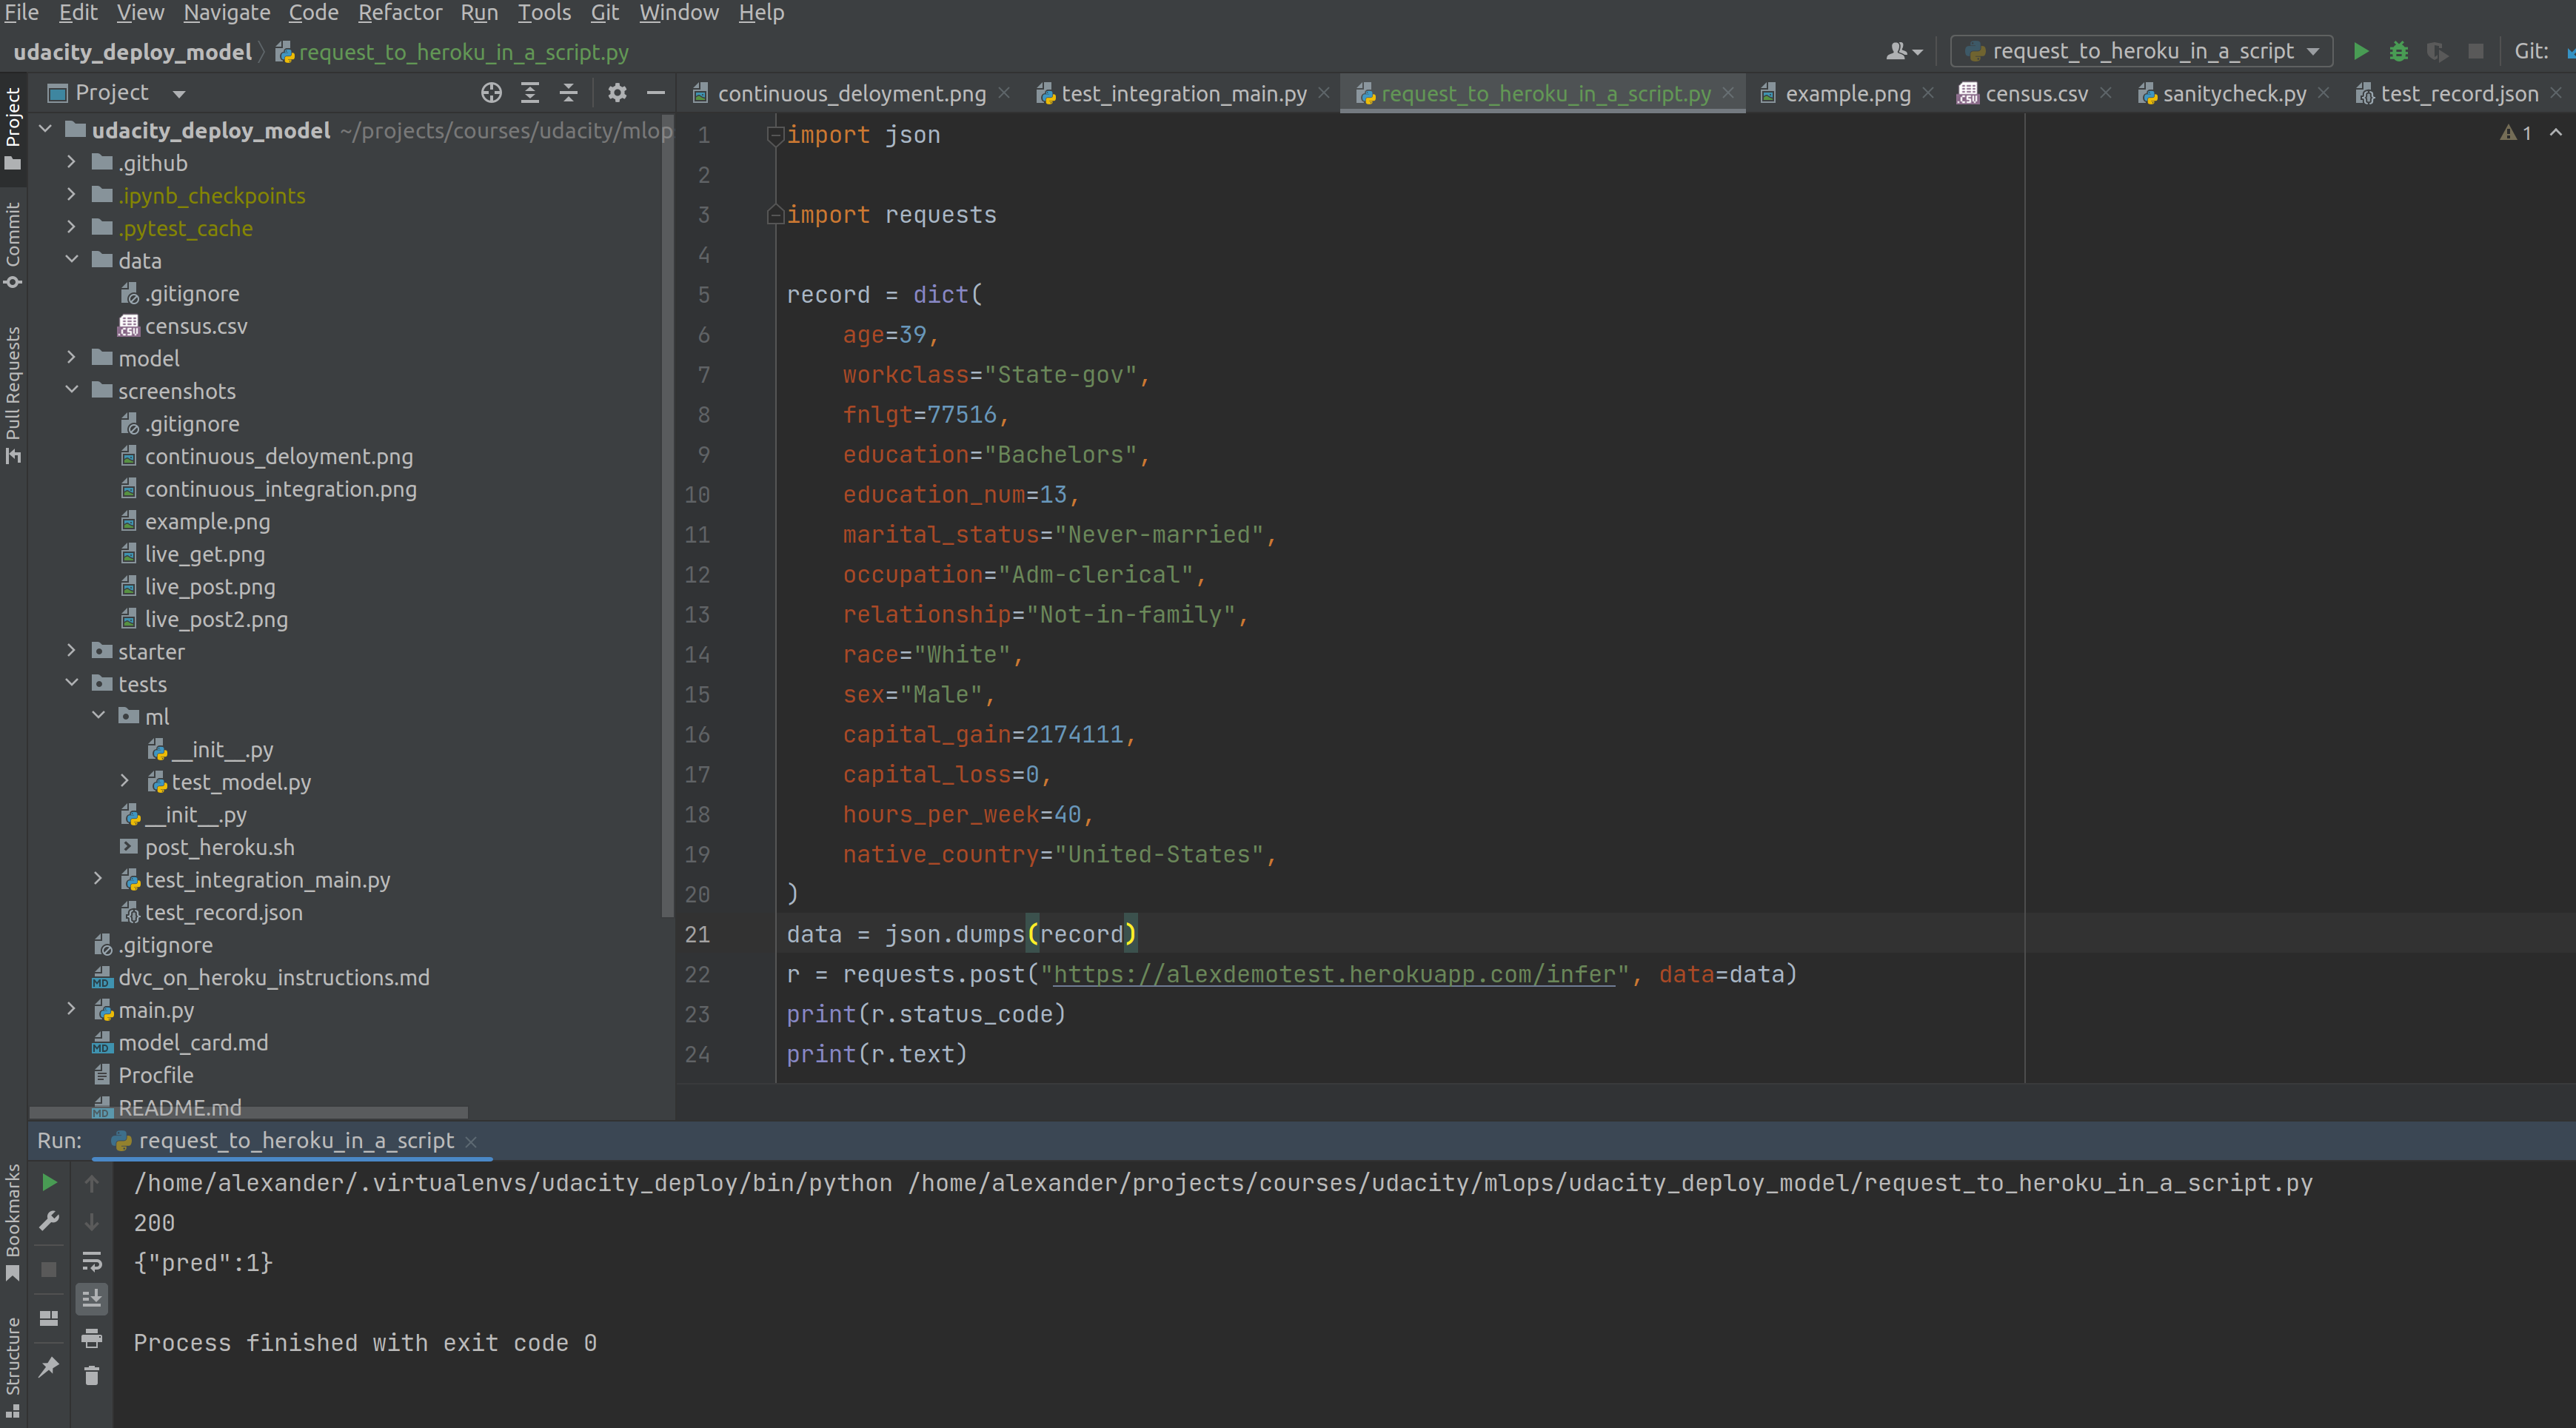 File Edit View Navigate Code Refactor Run Tools Git Window Help
udacity_deploy_model request_to_heroku_in_a_script.py request_to_heroku_in_a_script Git:
Project continuous_deloyment.png test_integration_main.py request_to_heroku_in_a_script.py example.png census.csv sanitycheck.py test_record.json
Project
Commit
Pull Requests
Bookmarks
Structure
udacity_deploy_model ~/projects/courses/udacity/mlop
.github
.ipynb_checkpoints
.pytest_cache
data
.gitignore
census.csv
model
screenshots
.gitignore
continuous_deloyment.png
continuous_integration.png
example.png
live_get.png
live_post.png
live_post2.png
starter
tests
ml
__init__.py
test_model.py
__init__.py
post_heroku.sh
test_integration_main.py
test_record.json
.gitignore
dvc_on_heroku_instructions.md
main.py
model_card.md
Procfile
README.md
1
1 import json
2
3 import requests
4
5 record = dict(
6 age=39,
7 workclass="State-gov",
8 fnlgt=77516,
9 education="Bachelors",
10 education_num=13,
11 marital_status="Never-married",
12 occupation="Adm-clerical",
13 relationship="Not-in-family",
14 race="White",
15 sex="Male",
16 capital_gain=2174111,
17 capital_loss=0,
18 hours_per_week=40,
19 native_country="United-States",
20 )
21 data = json.dumps(record)
22 r = requests.post("https://alexdemotest.herokuapp.com/infer", data=data)
23 print(r.status_code)
24 print(r.text)
Run: request_to_heroku_in_a_script
/home/alexander/.virtualenvs/udacity_deploy/bin/python /home/alexander/projects/courses/udacity/mlops/udacity_deploy_model/request_to_heroku_in_a_script.py
200
{"pred":1}
Process finished with exit code 0